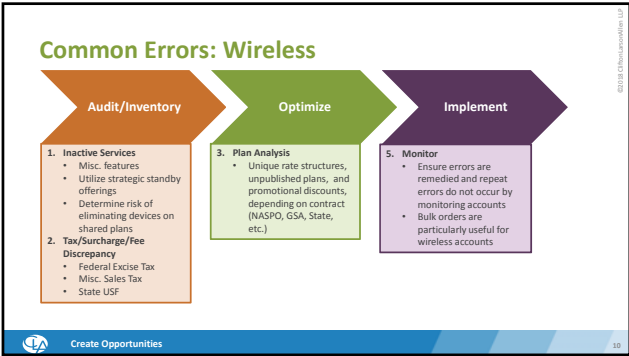 Common Errors: Wireless
©2018 CliftonLarsonAllen LLP
Audit/Inventory
1. Inactive Services
• Misc. features
• Utilize strategic standby
offerings
• Determine risk of
eliminating devices on
shared plans
2. Tax/Surcharge/Fee
Discrepancy
• Federal Excise Tax
• Misc. Sales Tax
• State USF
Optimize
3. Plan Analysis
• Unique rate structures,
unpublished plans, and
promotional discounts,
depending on contract
(NASPO, GSA, State,
etc.)
Implement
5. Monitor
• Ensure errors are
remedied and repeat
errors do not occur by
monitoring accounts
• Bulk orders are
particularly useful for
wireless accounts
CLA
Create Opportunities
10